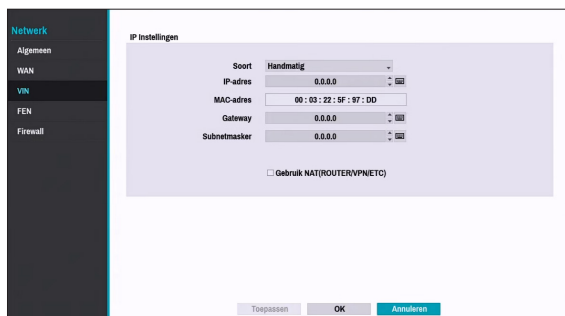 Netwerk
Algemeen
WAN
VIN
FEN
Firewall
IP Instellingen
Soort Handmatig
IP-adres 0.0.0.0
MAC-adres 00 : 03 : 22 : 5F : 97 : DD
Gateway 0.0.0.0
Subnetmasker 0.0.0.0
Gebruik NAT(ROUTER/VPN/ETC)
Toepassen OK Annuleren